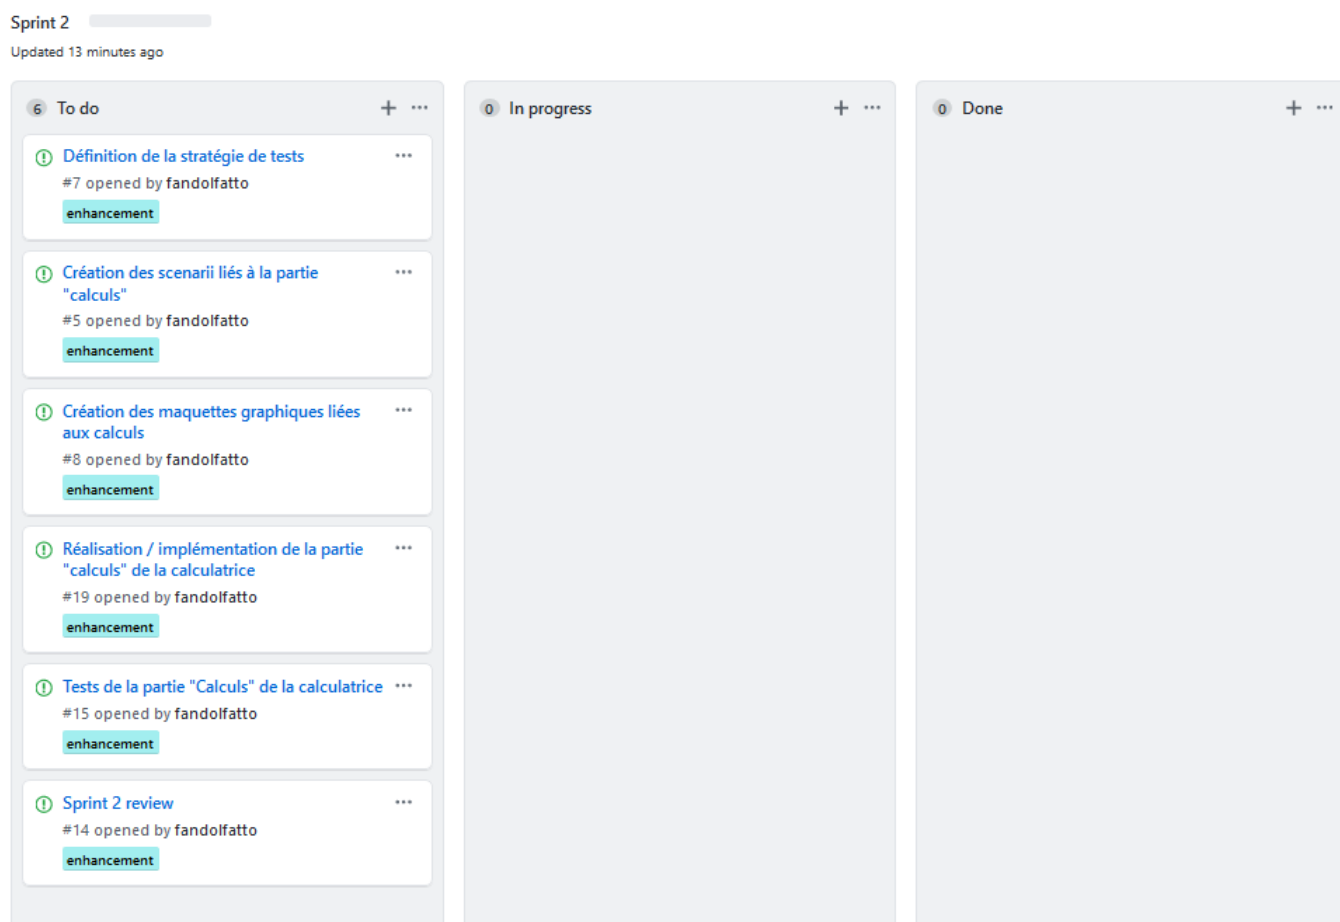 Sprint 2
Updated 13 minutes ago
6 To do
Définition de la stratégie de tests
#7 opened by fandolfatto
enhancement
Création des scenarii liés à la partie
"calculs"
#5 opened by fandolfatto
enhancement
Création des maquettes graphiques liées
aux calculs
#8 opened by fandolfatto
enhancement
Réalisation / implémentation de la partie
"calculs" de la calculatrice
#19 opened by fandolfatto
enhancement
Tests de la partie "Calculs" de la calculatrice
#15 opened by fandolfatto
enhancement
Sprint 2 review
#14 opened by fandolfatto
enhancement
0 In progress
0 Done